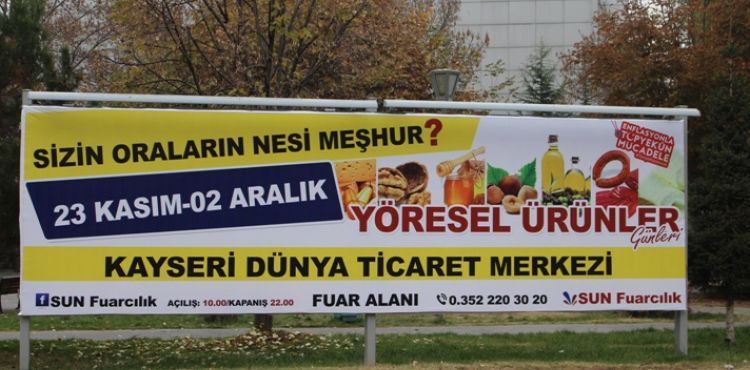 SİZİN ORALARIN NESİ MEŞHUR?
ENFLASYONLA
TOPYEKÜN
MÜCADELE
23 KASIM-02 ARALIK
YÖRESEL ÜRÜNLER
Günleri
KAYSERİ DÜNYA TİCARET MERKEZİ
SUN Fuarcılık AÇILIŞ: 10.00/KAPANIŞ 22.00 FUAR ALANI 0.352 220 30 20 SUN Fuarcılık